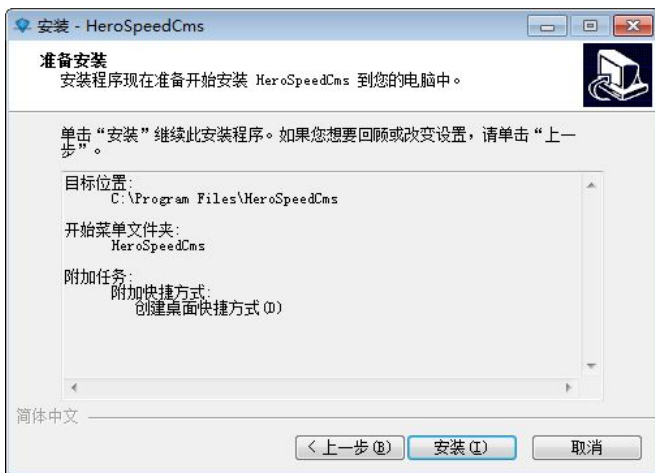 安装 - HeroSpeedCms
准备安装
安装程序现在准备开始安装 HeroSpeedCms 到您的电脑中。
单击“安装”继续此安装程序。如果您想要回顾或改变设置，请单击“上一
步”。
目标位置:
C:\Program Files\HeroSpeedCms
开始菜单文件夹:
HeroSpeedCms
附加任务:
附加快捷方式:
创建桌面快捷方式(D)
简体中文
< 上一步(B)
安装(I)
取消